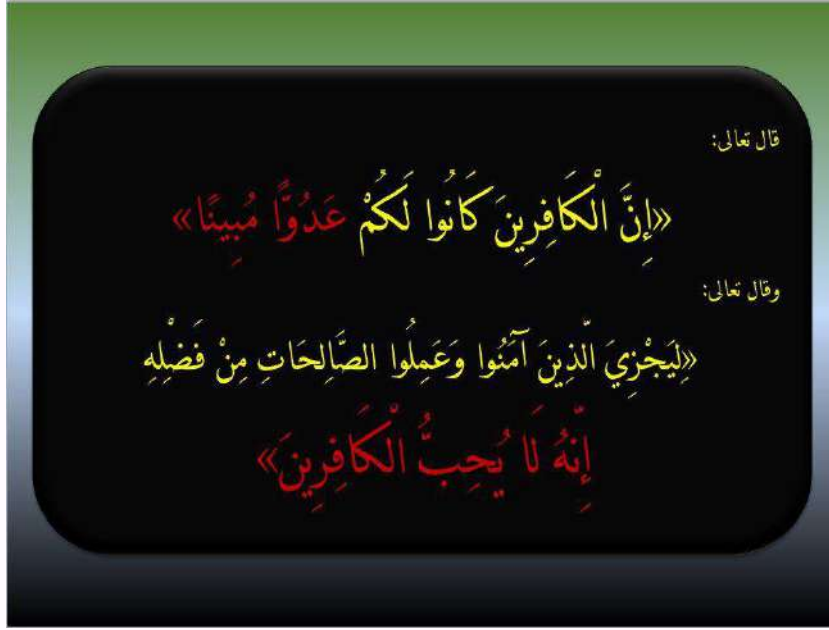 قال تعالى:
«إِنَّ الْكَافِرِينَ كَانُوا لَكُمْ عَدُوًّا مُبِينًا»
وقال تعالى:
«لِيَجْزِيَ الَّذِينَ آمَنُوا وَعَمِلُوا الصَّالِحَاتِ مِنْ فَضْلِهِ
إِنَّهُ لَا يُحِبُّ الْكَافِرِينَ»